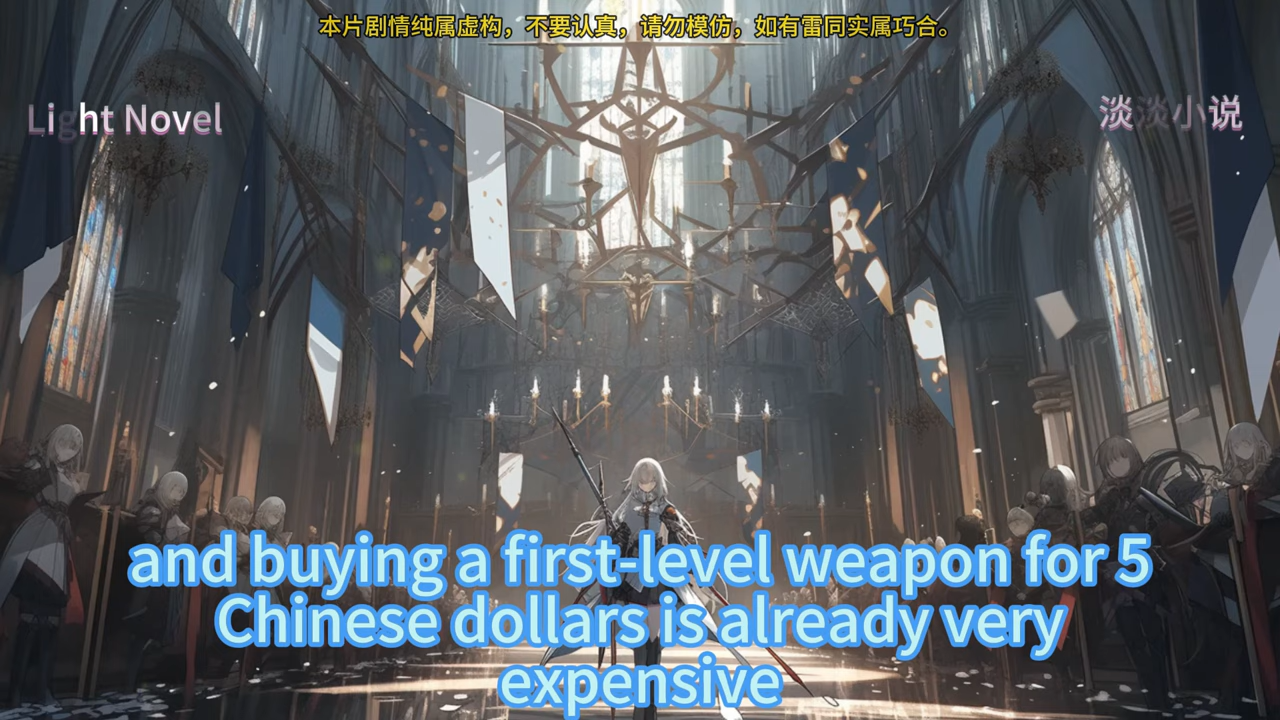 本片剧情纯属虚构，不要认真，请勿模仿，如有雷同实属巧合。
Light Novel
淡淡小说
and buying a first-level weapon for 5
Chinese dollars is already very
expensive